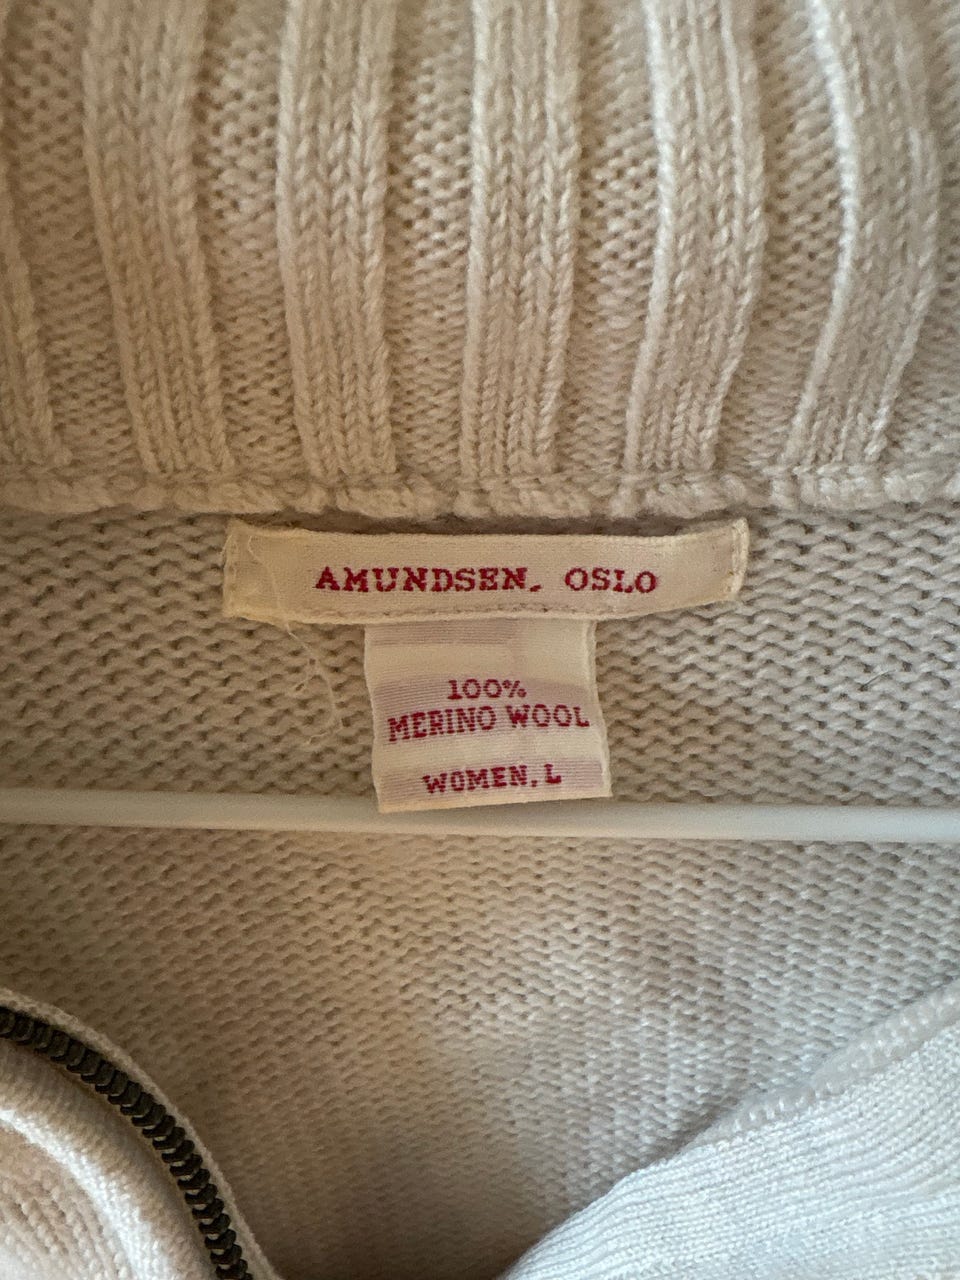 AMUNDSEN. OSLO
100%
MERINO WOOL
WOMEN. L